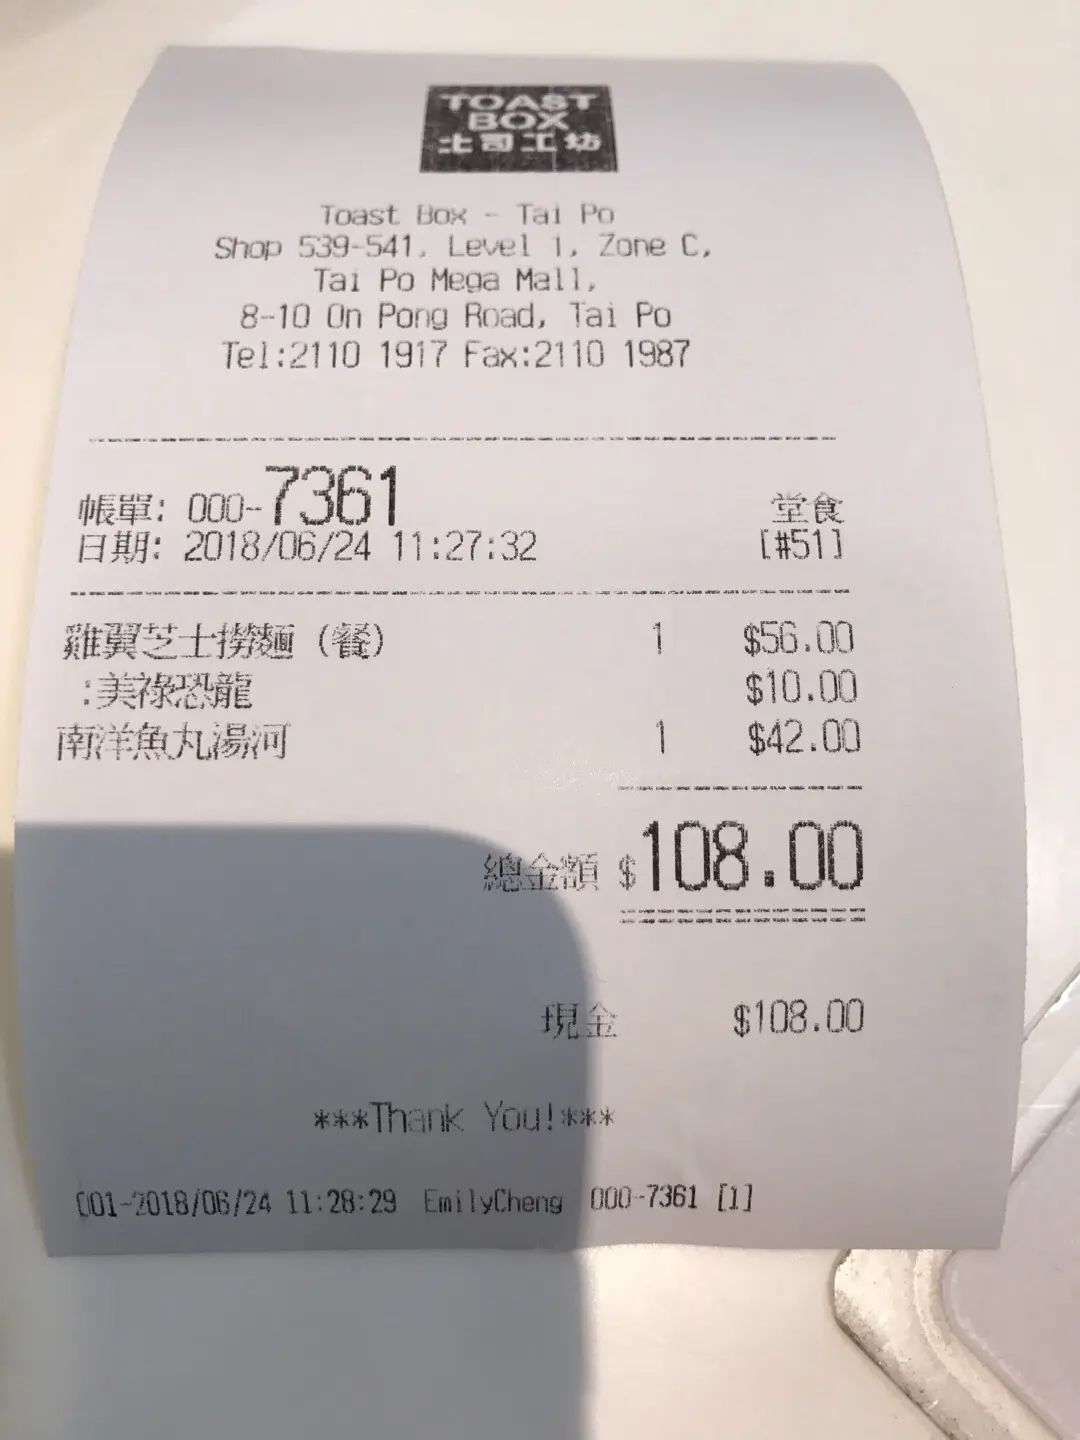 TOAST
BOX
土司工坊
Toast Box - Tai Po
Shop 539-541, Level 1, Zone C,
Tai Po Mega Mall,
8-10 On Pong Road, Tai Po
Tel:2110 1917 Fax:2110 1987
帳單: 000-7361 堂食
日期: 2018/06/24 11:27:32 [#51]
雞翼芝士撈麵 (餐) 1 $56.00
:美祿恐龍 $10.00
南洋魚丸湯河 1 $42.00
總金額 $108.00
現金 $108.00
***Thank You!***
001-2018/06/24 11:28:29 EmilyCheng 000-7361 [1]